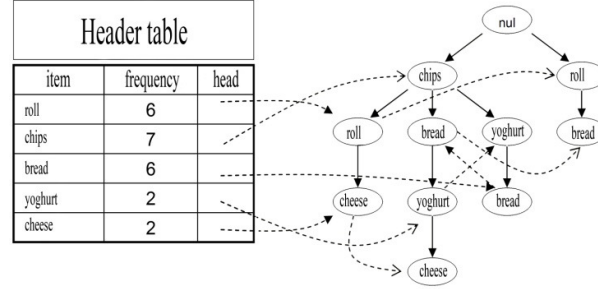 Header table
item frequency head
roll 6
chips 7
bread 6
yoghurt 2
cheese 2
nul
chips roll
roll bread yoghurt bread
cheese yoghurt bread
cheese